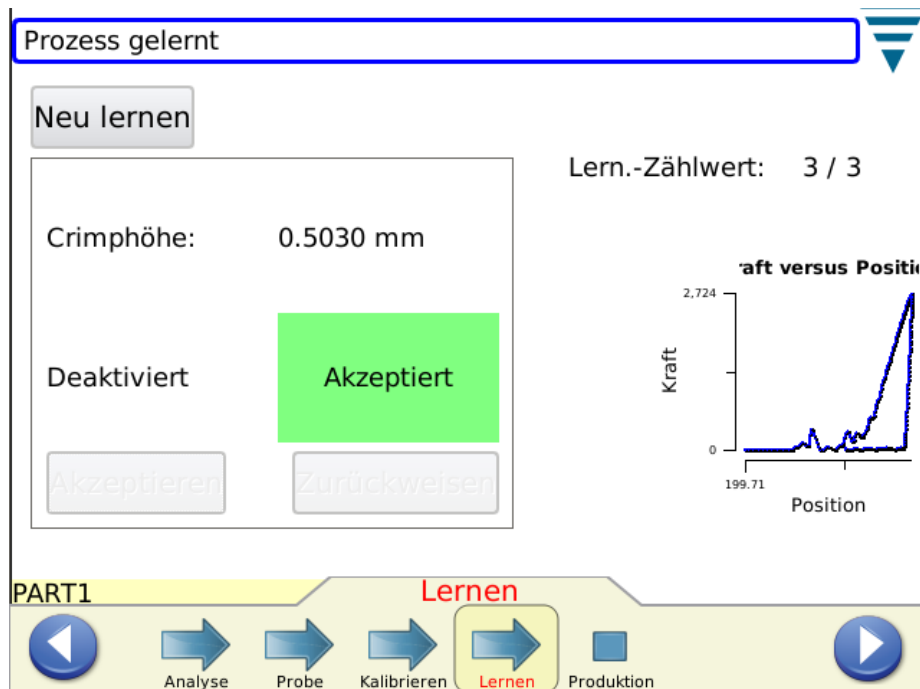 Prozess gelernt
Neu lernen
Lern.-Zählwert: 3 / 3
Crimphöhe: 0.5030 mm
Deaktiviert Akzeptiert
Akzeptieren Zurückweisen
raft versus Positi
2,724
Kraft
0
199.71
Position
PART1
Lernen
Analyse Probe Kalibrieren Lernen Produktion